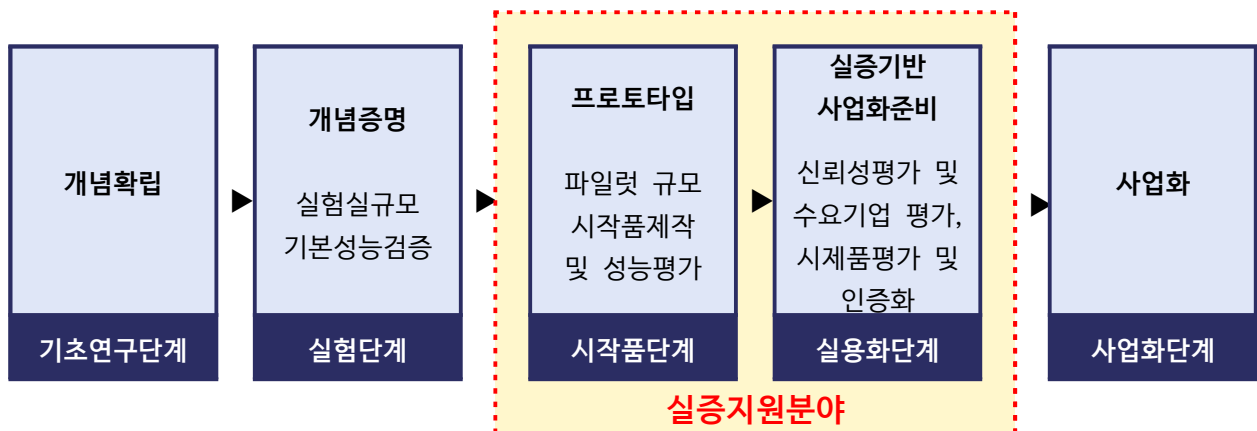 개념확립
기초연구단계
개념증명
실험실규모
기본성능검증
실험단계
프로토타입
파일럿 규모
시작품제작
및 성능평가
시작품단계
실증기반
사업화준비
신뢰성평가 및
수요기업 평가,
시제품평가 및
인증화
실용화단계
사업화
사업화단계
실증지원분야